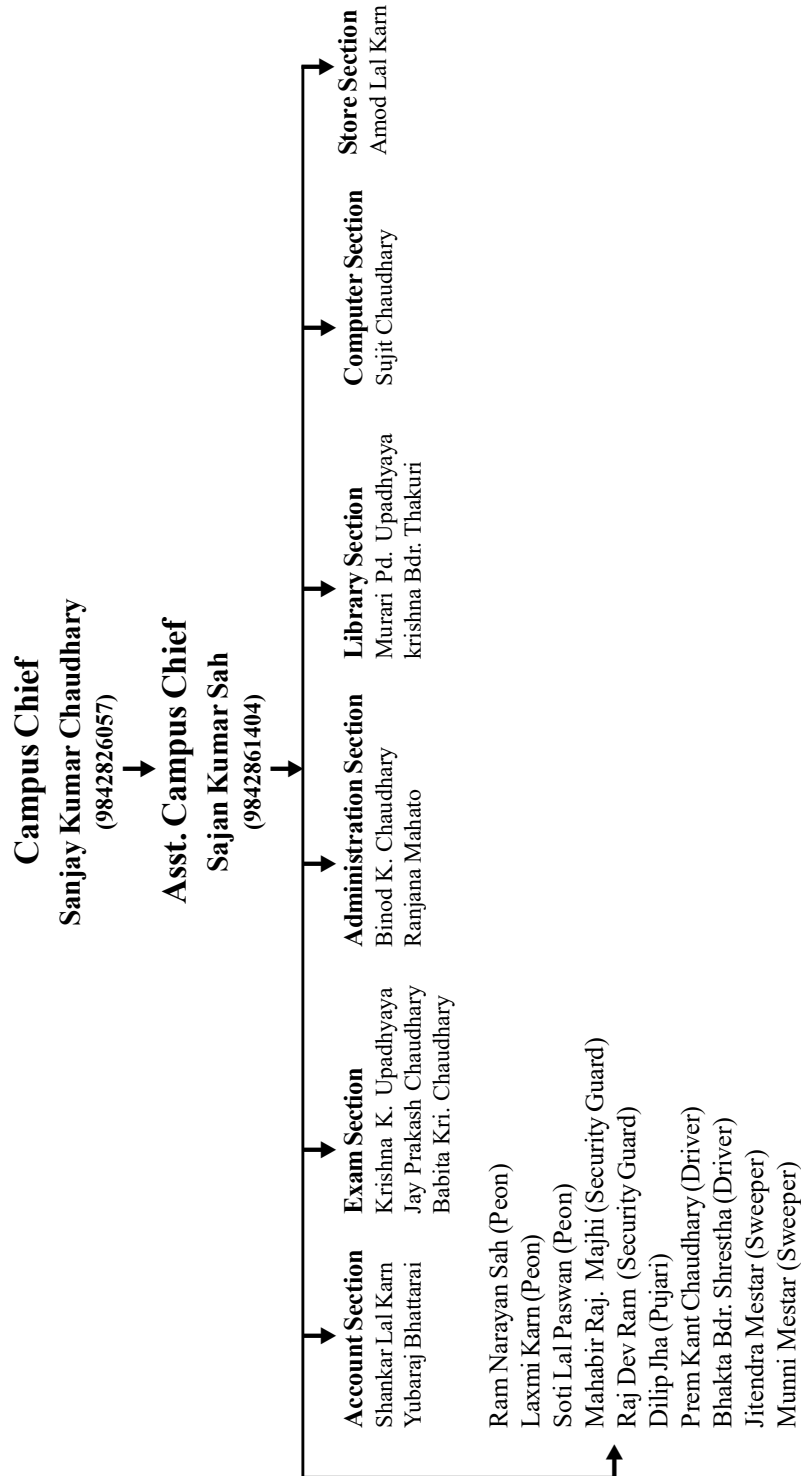 Campus Chief
Sanjay Kumar Chaudhary
(9842826057)
Asst. Campus Chief
Sajan Kumar Sah
(9842861404)
Account Section
Shankar Lal Karn
Yubaraj Bhattarai
Exam Section
Krishna K. Upadhyaya
Jay Prakash Chaudhary
Babita Kri. Chaudhary
Administration Section
Binod K. Chaudhary
Ranjana Mahato
Library Section
Murari Pd. Upadhyaya
krishna Bdr. Thakuri
Computer Section
Sujit Chaudhary
Store Section
Amod Lal Karn
Ram Narayan Sah (Peon)
Laxmi Karn (Peon)
Soti Lal Paswan (Peon)
Mahabir Raj. Majhi (Security Guard)
Raj Dev Ram (Security Guard)
Dilip Jha (Pujari)
Prem Kant Chaudhary (Driver)
Bhakta Bdr. Shrestha (Driver)
Jitendra Mestar (Sweeper)
Munni Mestar (Sweeper)